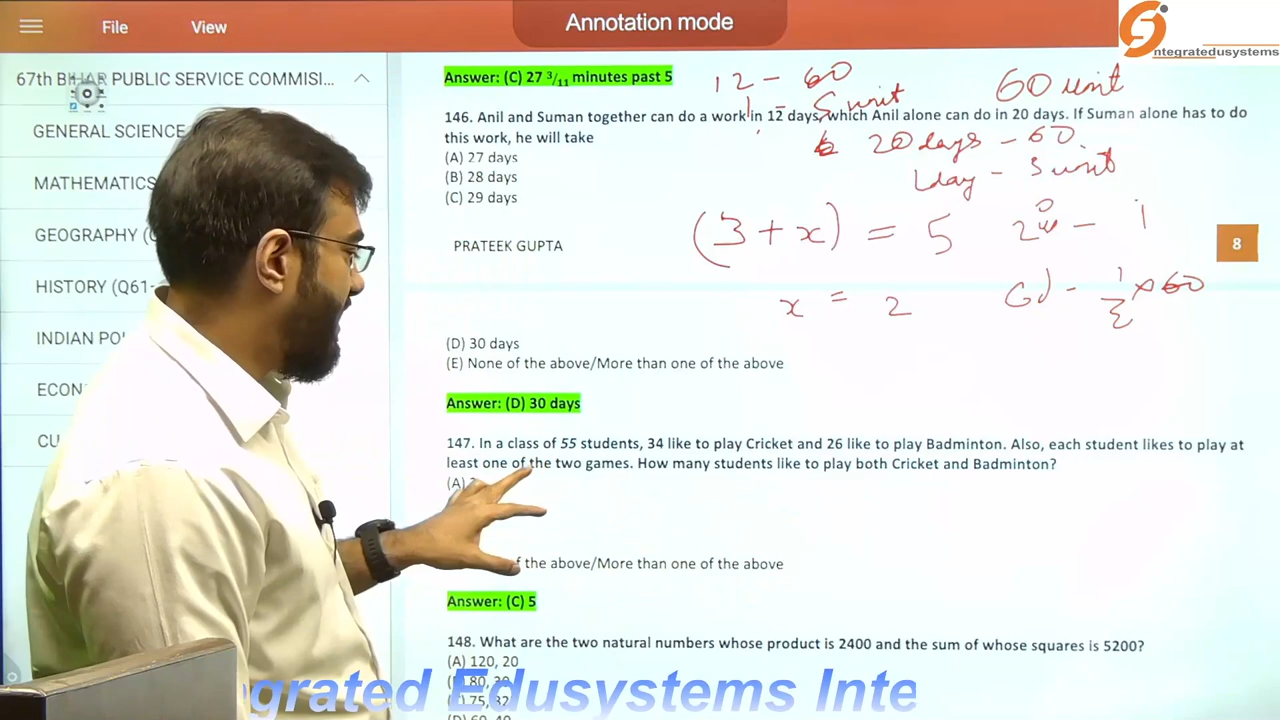 File View
Annotation mode
ntegratedusystems
67th BIHAR PUBLIC SERVICE COMMISI...
GENERAL SCIENCE
MATHEMATICS
GEOGRAPHY
HISTORY (Q61-
INDIAN
Answer: (C) 27 3/11 minutes past 5
12 - 60
60 unit
1 - 5 unit
146. Anil and Suman together can do a work in 12 days, which Anil alone can do in 20 days. If Suman alone has to do
this work, he will take
20 days - 60
(A) 27 days
(B) 28 days
1 day - 3 unit
(C) 29 days
(3 + x) = 5
PRATEEK GUPTA
8
x = 2
(D) 30 days
(E) None of the above/More than one of the above
Answer: (D) 30 days
147. In a class of 55 students, 34 like to play Cricket and 26 like to play Badminton. Also, each student likes to play at
least one of the two games. How many students like to play both Cricket and Badminton?
(A)
f the above/More than one of the above
Answer: (C) 5
148. What are the two natural numbers whose product is 2400 and the sum of whose squares is 5200?
(A) 120, 20
grated Edusystems Inte